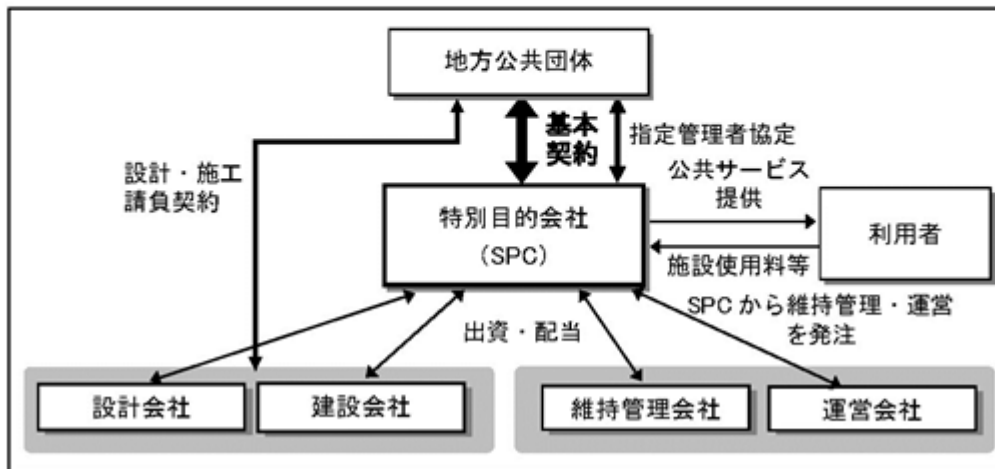 地方公共団体
基本
契約
指定管理者協定
設計・施工
請負契約
公共サービス
提供
特別目的会社
（SPC）
利用者
施設使用料等
SPC から維持管理・運営
を発注
出資・配当
設計会社
建設会社
維持管理会社
運営会社